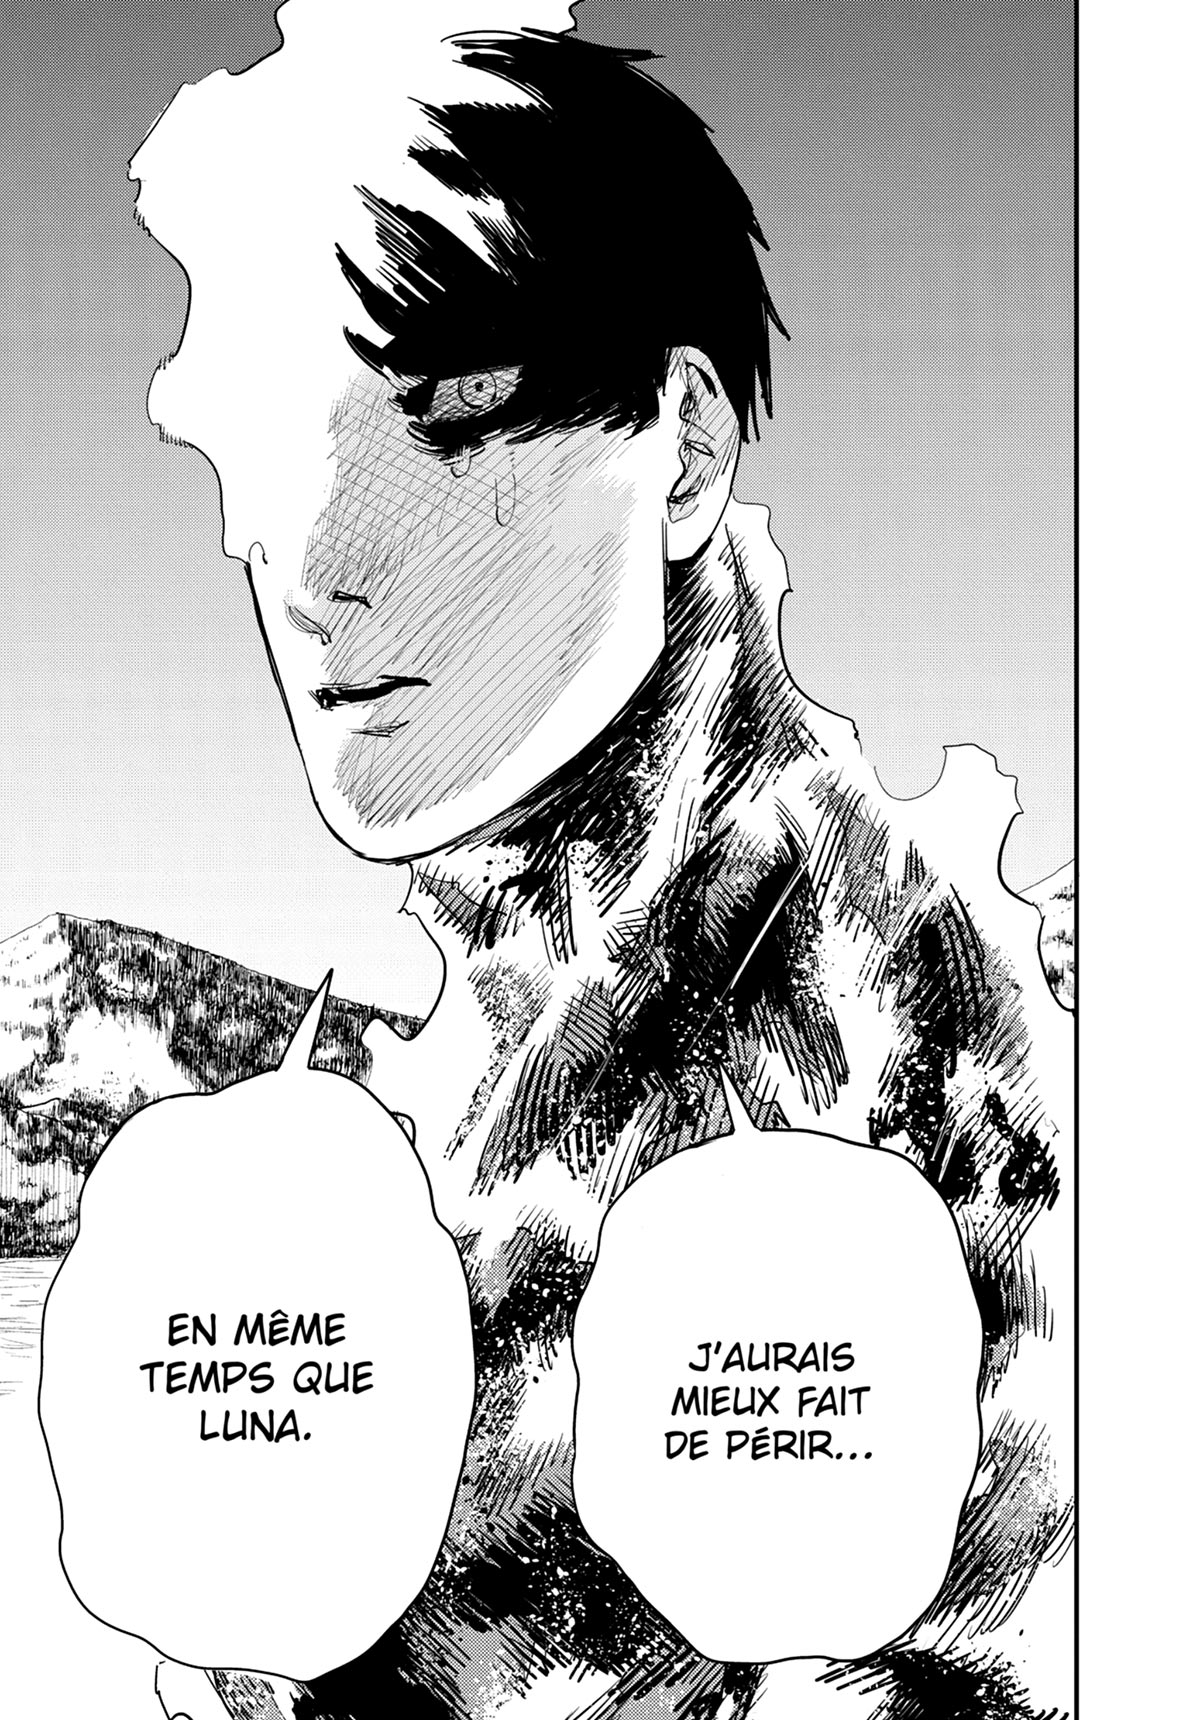 J'AURAIS
MIEUX FAIT
DE PÉRIR...
EN MÊME
TEMPS QUE
LUNA.